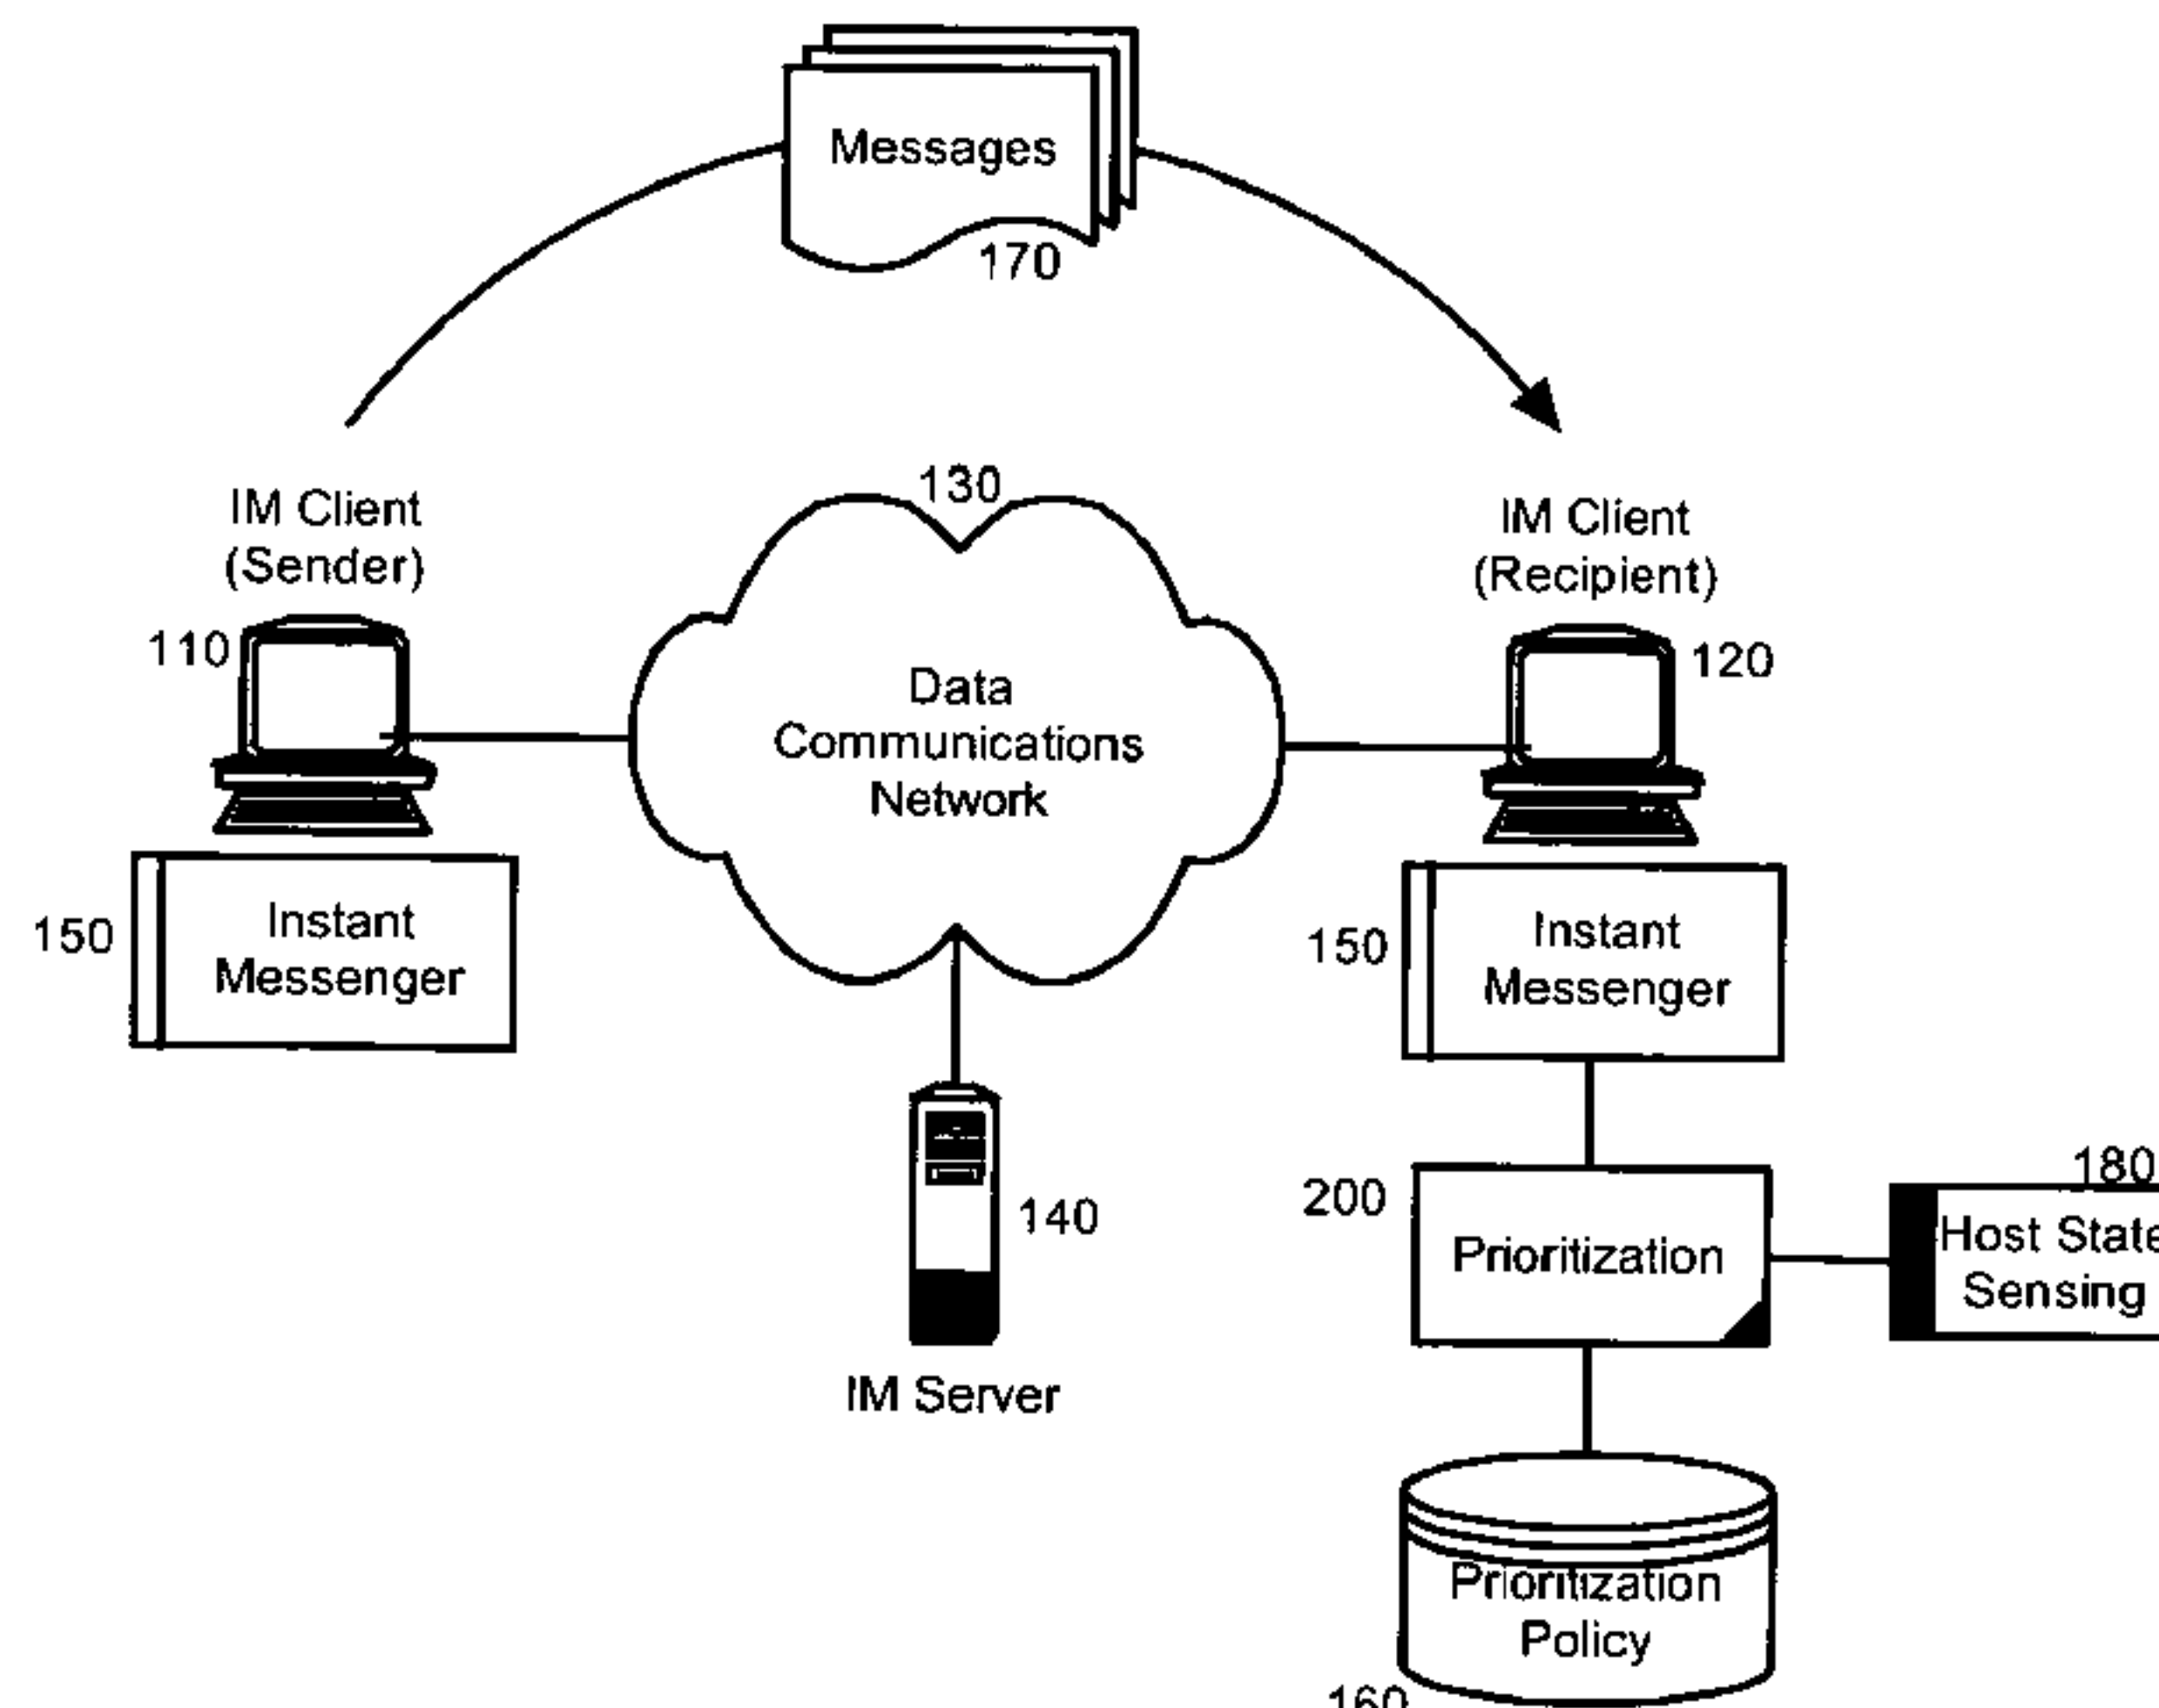 Messages
170
130
IM Client
(Sender)
IM Client
(Recipient)
110
120
Data
Communications
Network
150
Instant
Messenger
150
Instant
Messenger
140
IM Server
200
Prioritization
180
Host State
Sensing
Prioritization
Policy
160